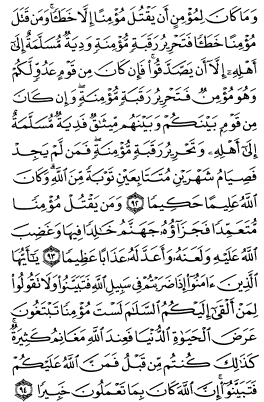 وَمَا كَانَ لِمُؤْمِنٍ أَن يَقْتُلَ مُؤْمِنًا إِلَّا خَطَـًٔا وَمَن قَتَلَ
مُؤْمِنًا خَطَـًٔا فَتَحْرِيرُ رَقَبَةٍ مُّؤْمِنَةٍ وَدِيَةٌ مُّسَلَّمَةٌ إِلَىٰٓ
أَهْلِهِۦٓ إِلَّآ أَن يَصَّدَّقُوا۟ فَإِن كَانَ مِن قَوْمٍ عَدُوٍّ لَّكُمْ
وَهُوَ مُؤْمِنٌ فَتَحْرِيرُ رَقَبَةٍ مُّؤْمِنَةٍ وَإِن كَانَ
مِن قَوْمٍۭ بَيْنَكُمْ وَبَيْنَهُم مِّيثَـٰقٌ فَدِيَةٌ مُّسَلَّمَةٌ
إِلَىٰٓ أَهْلِهِۦ وَتَحْرِيرُ رَقَبَةٍ مُّؤْمِنَةٍ فَمَن لَّمْ يَجِدْ
فَصِيَامُ شَهْرَيْنِ مُتَتَابِعَيْنِ تَوْبَةً مِّنَ ٱللَّهِ وَكَانَ
ٱللَّهُ عَلِيمًا حَكِيمًا ٩٢ وَمَن يَقْتُلْ مُؤْمِنًا
مُّتَعَمِّدًا فَجَزَآؤُهُۥ جَهَنَّمُ خَـٰلِدًا فِيهَا وَغَضِبَ
ٱللَّهُ عَلَيْهِ وَلَعَنَهُۥ وَأَعَدَّ لَهُۥ عَذَابًا عَظِيمًا ٩٣ يَـٰٓأَيُّهَا
ٱلَّذِينَ ءَامَنُوٓا۟ إِذَا ضَرَبْتُمْ فِى سَبِيلِ ٱللَّهِ فَتَبَيَّنُوا۟ وَلَا تَقُولُوا۟
لِمَنْ أَلْقَىٰٓ إِلَيْكُمُ ٱلسَّلَـٰمَ لَسْتَ مُؤْمِنًا تَبْتَغُونَ
عَرَضَ ٱلْحَيَوٰةِ ٱلدُّنْيَا فَعِندَ ٱللَّهِ مَغَانِمُ كَثِيرَةٌ
كَذَٰلِكَ كُنتُم مِّن قَبْلُ فَمَنَّ ٱللَّهُ عَلَيْكُمْ
فَتَبَيَّنُوٓا۟ إِنَّ ٱللَّهَ كَانَ بِمَا تَعْمَلُونَ خَبِيرًا ٩٤